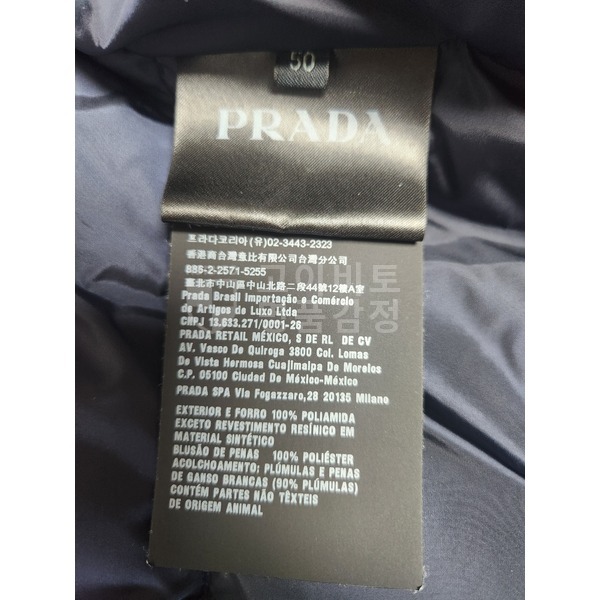 50
PRADA
프라다코리아(유)02-3443-2323
香港商台灣普比有限公司台灣分公司
886-2-2571-5255
臺北市中山區中山北路二段44號12樓A室
Prada Brasil Importação e Comércio
de Artigos de Luxo Ltda
CNPJ 13.633.271/0001-26
PRADA RETAIL MÉXICO, S DE RL DE CV
AV. Vasco De Quiroga 3800 Col. Lomas
De Vista Hermosa Cuajimalpa De Morelos
C.P. 05100 Ciudad De México-México
PRADA SPA Via Fogazzaro,28 20135 Milano
EXTERIOR E FORRO 100% POLIAMIDA
EXCETO REVESTIMENTO RESÍNICO EM
MATERIAL SINTÉTICO
BLUSÃO DE PENAS 100% POLIÉSTER
ACOLCHOAMENTO: PLÚMULAS E PENAS
DE GANSO BRANCAS (90% PLÚMULAS)
CONTÉM PARTES NÃO TÊXTEIS
DE ORIGEM ANIMAL